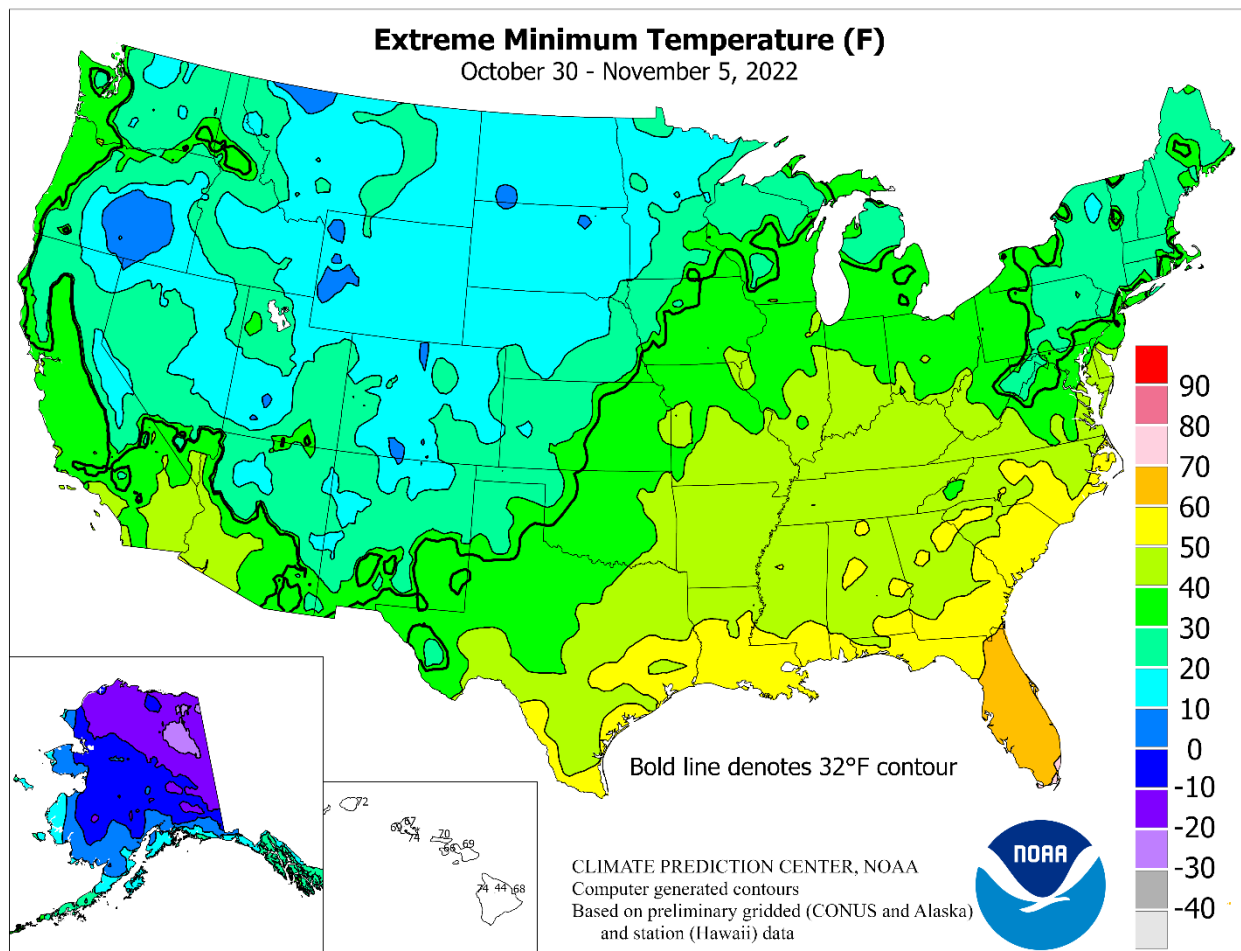 Extreme Minimum Temperature (F)
October 30 - November 5, 2022
90
80
70
60
50
40
30
20
10
0
-10
-20
-30
-40
Bold line denotes 32°F contour
72
67
69
74
70
66
69
74 44 68
CLIMATE PREDICTION CENTER, NOAA
Computer generated contours
Based on preliminary gridded (CONUS and Alaska)
and station (Hawaii) data
NOAA